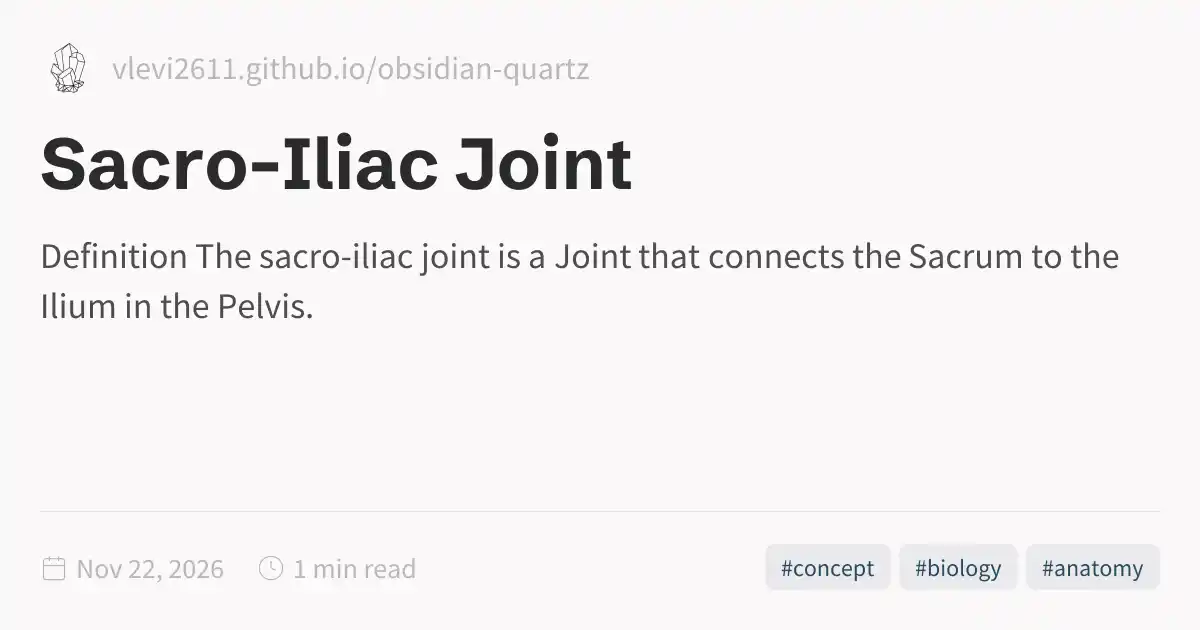 vlevi2611.github.io/obsidian-quartz
Sacro-Iliac Joint
Definition The sacro-iliac joint is a Joint that connects the Sacrum to the
Ilium in the Pelvis.
Nov 22, 2026 1 min read #concept #biology #anatomy